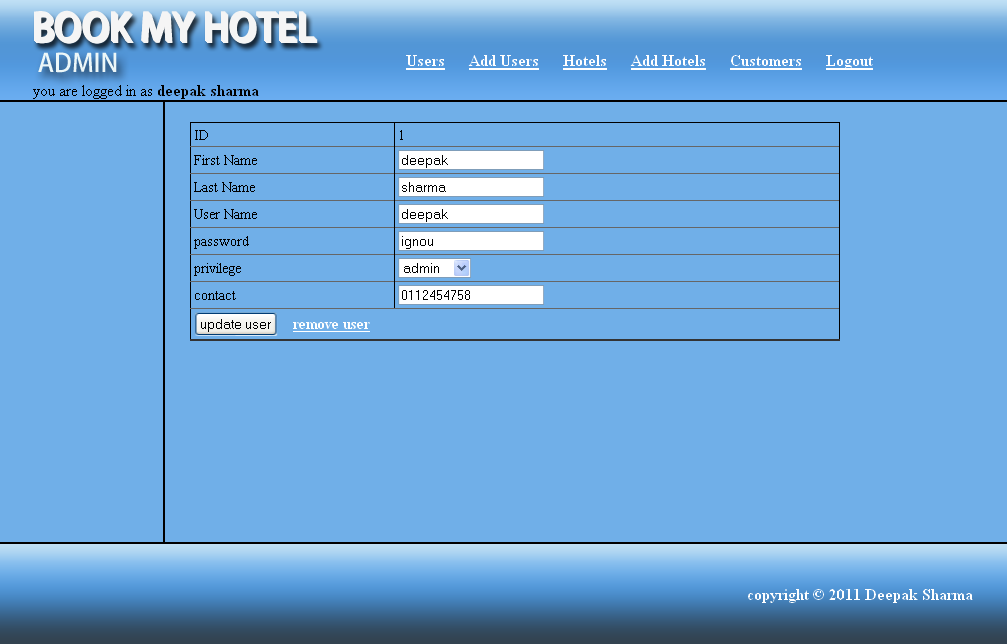 BOOK MY HOTEL
ADMIN
Users Add Users Hotels Add Hotels Customers Logout
you are logged in as deepak sharma
ID 1
First Name deepak
Last Name sharma
User Name deepak
password ignou
privilege admin
contact 0112454758
update user remove user
copyright © 2011 Deepak Sharma